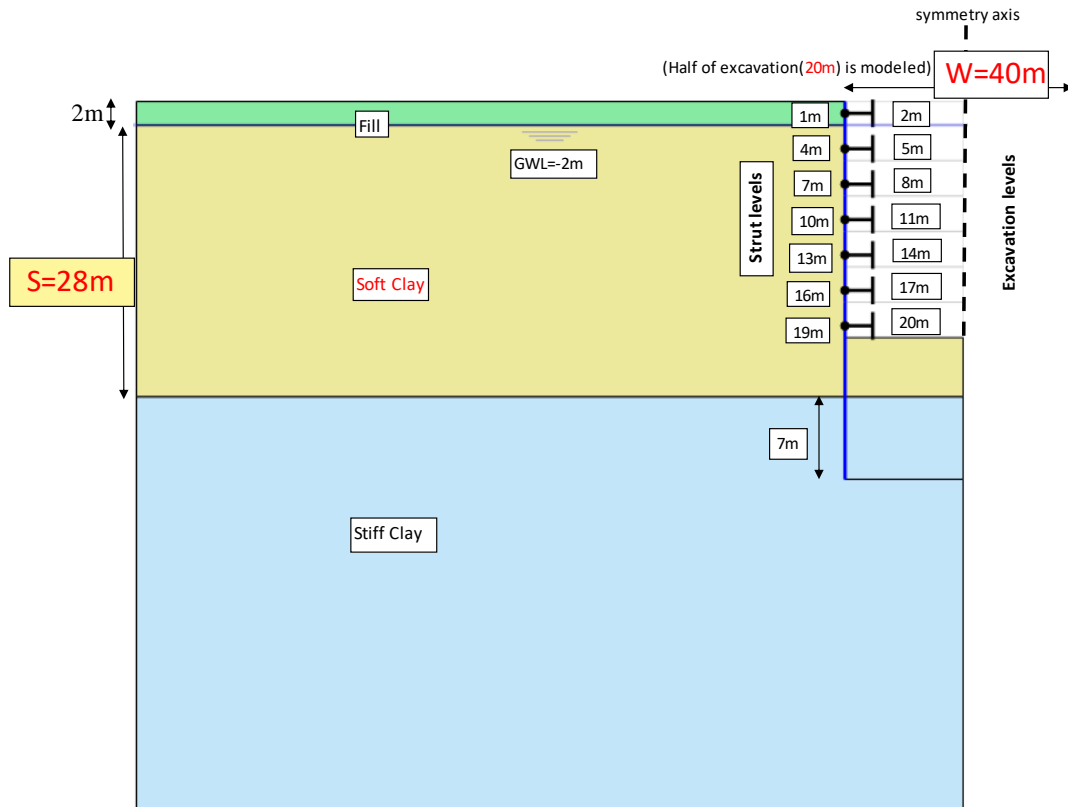 symmetry axis
(Half of excavation(20m) is modeled)
W=40m
2m
Fill
GWL=-2m
1m
2m
4m
5m
7m
8m
10m
11m
13m
14m
16m
17m
19m
20m
Strut levels
Excavation levels
S=28m
Soft Clay
7m
Stiff Clay